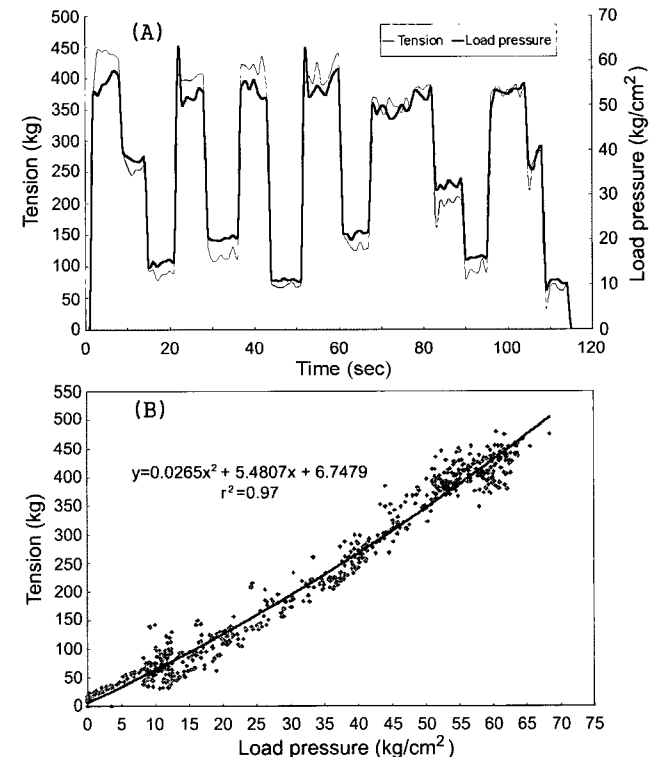 (A)
Tension Load pressure
Tension (kg)
500
450
400
350
300
250
200
150
100
50
0
70
60
50
40
30
20
10
0
Load pressure (kg/cm²)
0 20 40 60 80 100 120
Time (sec)
(B)
y=0.0265x² + 5.4807x + 6.7479
r²=0.97
Tension (kg)
550
500
450
400
350
300
250
200
150
100
50
0
0 5 10 15 20 25 30 35 40 45 50 55 60 65 70 75
Load pressure (kg/cm²)